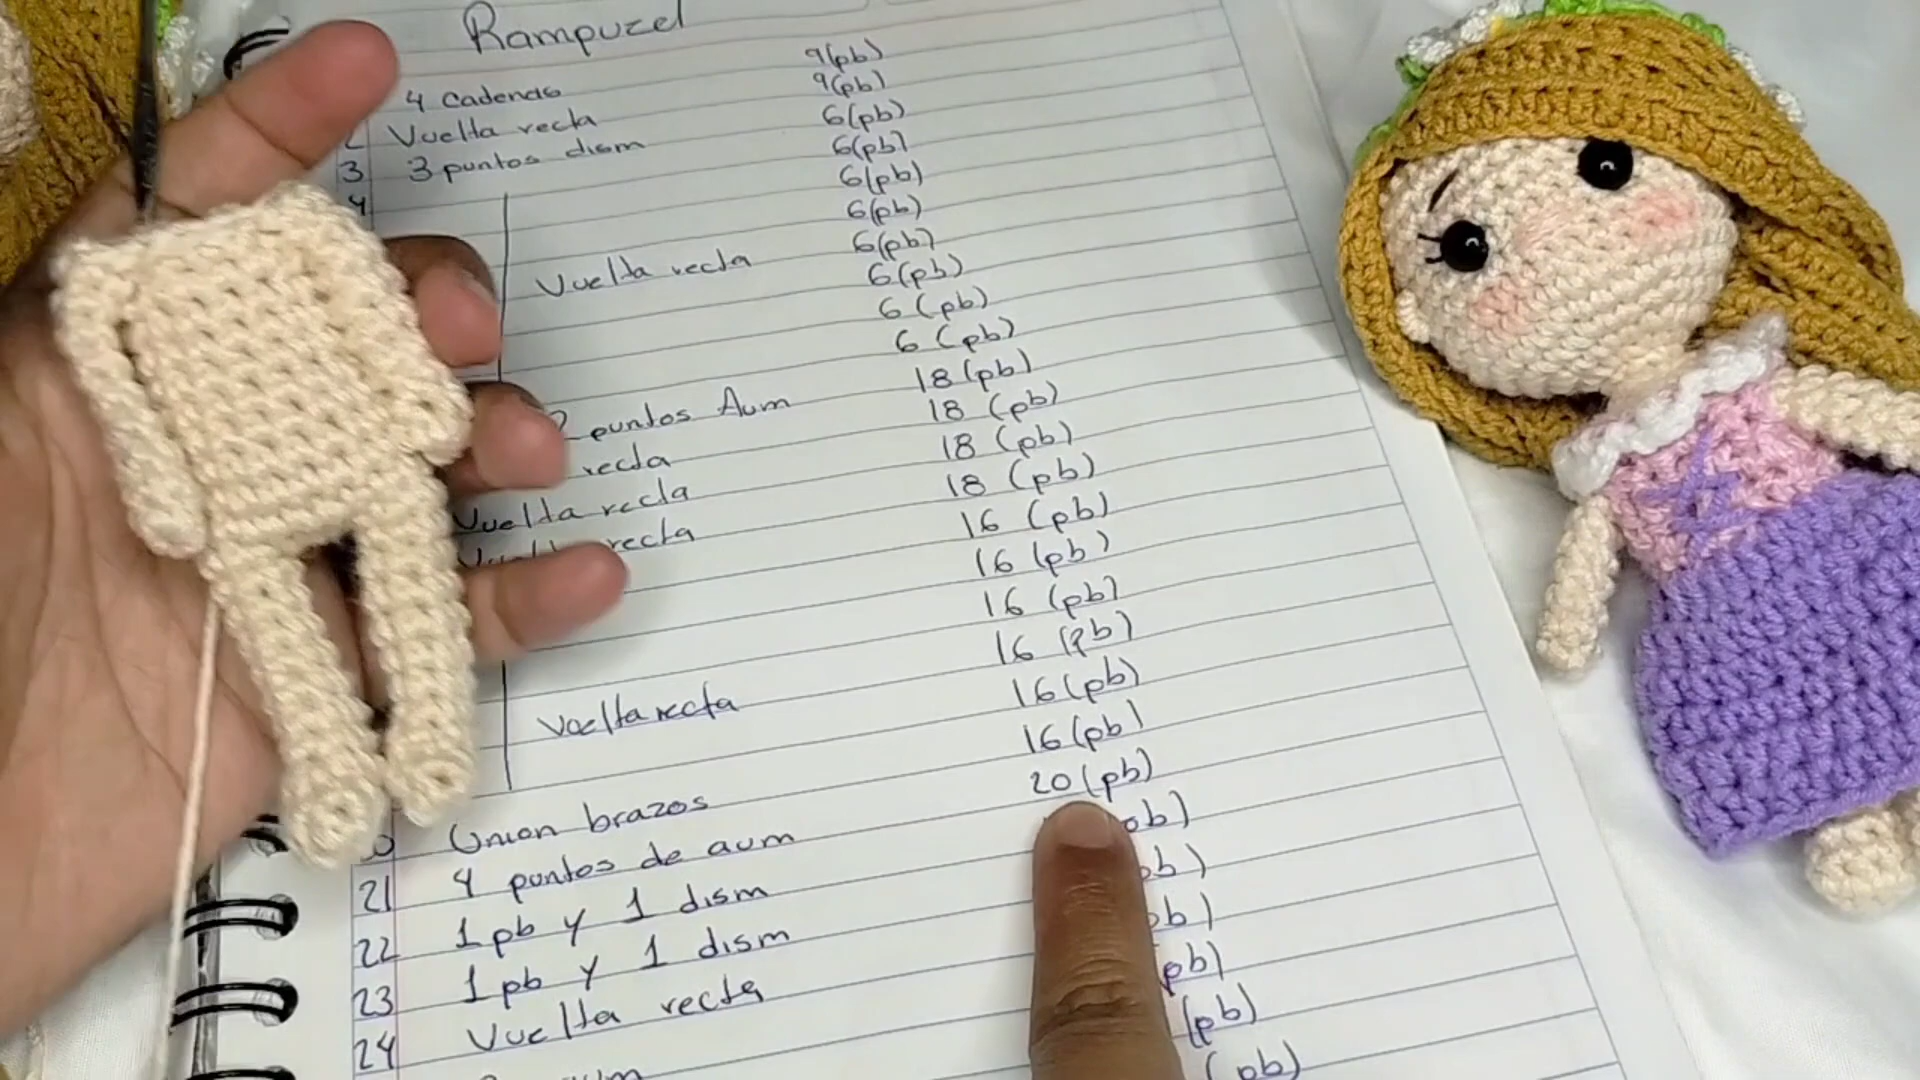 Rampuzel
4 cadenas 9(pb)
2 Vuelta recta 9(pb)
3 3 puntos dism 6(pb)
4 6(pb)
6(pb)
6(pb)
Vuelta recta 6(pb)
6(pb)
6 (pb)
6 (pb)
puntos Aum 18 (pb)
recta 18 (pb)
Vuelta recta 18 (pb)
recta 18 (pb)
16 (pb)
16 (pb)
16 (pb)
Vuelta recta 16 (pb)
16(pb)
Union brazos 16(pb)
21 4 puntos de aum 20(pb)
22 1 pb y 1 dism
23 1 pb y 1 dism
24 Vuelta recta
pb)
(pb)
(pb)